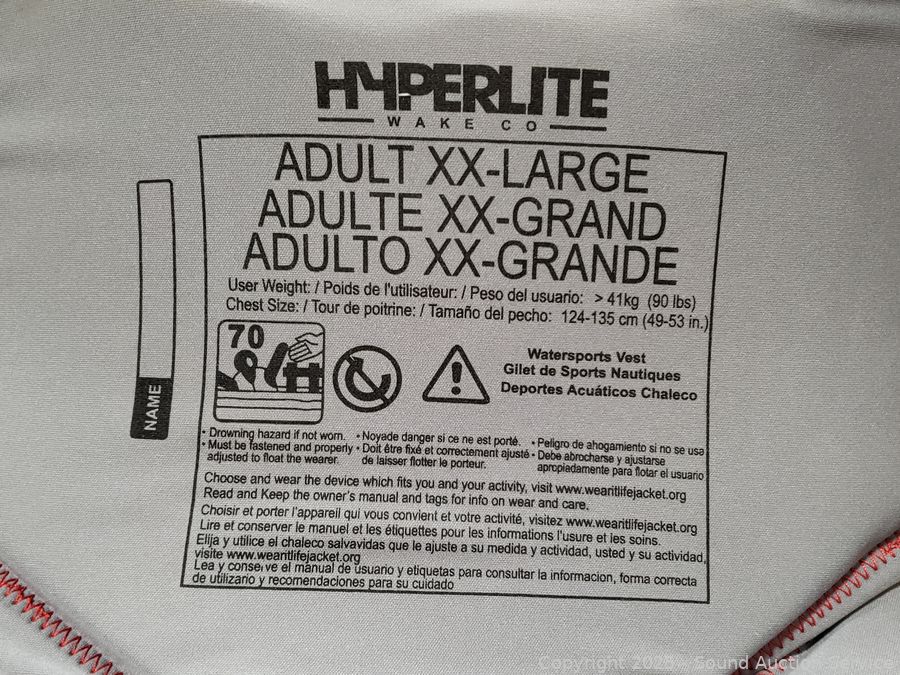 HYPERLITE
WAKE CO
ADULT XX-LARGE
ADULTE XX-GRAND
ADULTO XX-GRANDE
User Weight: / Poids de l'utilisateur: / Peso del usuario: > 41kg (90 lbs)
Chest Size: / Tour de poitrine: / Tamaño del pecho: 124-135 cm (49-53 in.)
70
Watersports Vest
Gilet de Sports Nautiques
Deportes Acuáticos Chaleco
NAME
• Drowning hazard if not worn.
• Must be fastened and properly
adjusted to float the wearer.
• Noyade danger si ce ne est porté.
• Doit être fixé et correctement ajusté
de laisser flotter le porteur.
• Peligro de ahogamiento si no se usa
• Debe abrocharse y ajustarse
apropiadamente para flotar el usuario
Choose and wear the device which fits you and your activity, visit www.wearitlifejacket.org
Read and Keep the owner's manual and tags for info on wear and care.
Choisir et porter l'appareil qui vous convient et votre activité, visitez www.wearitlifejacket.org
Lire et conserver le manuel et les étiquettes pour les informations l'usure et les soins.
Elija y utilice el chaleco salvavidas que le ajuste a su medida y actividad, usted y su actividad,
visite www.wearitlifejacket.org
Lea y conseive el manual de usuario y etiquetas para consultar la informacion, forma correcta
de utilizario y recomendaciones para su cuidado
Copyright 2025 - Sound Auction Service